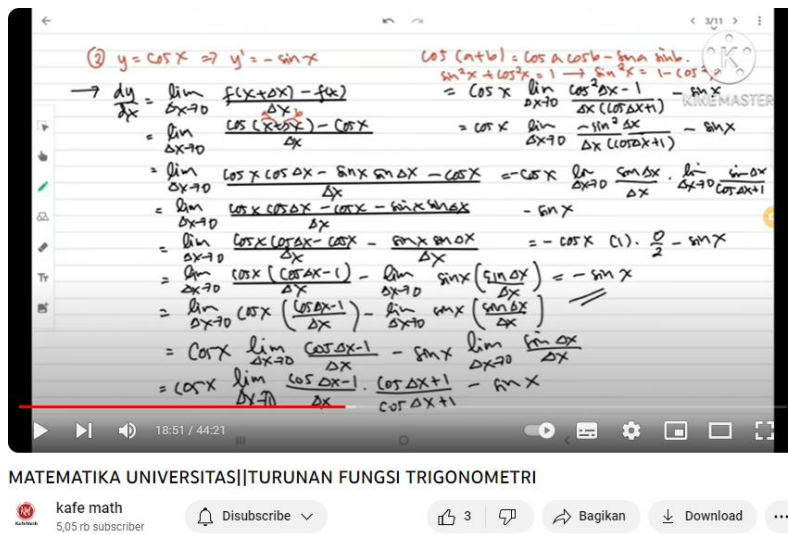 3/11
② y = cos x ⇒ y' = - sin x
cos (a+b) = cos a cos b - sin a sin b.
sin²x + cos²x = 1 → sin²x = 1 - cos²x
→ dy/dx = lim Δx→0 f(x+Δx) - f(x) / Δx
= lim Δx→0 cos (x+Δx) - cos x / Δx
a b
= lim Δx→0 cos x cos Δx - sin x sin Δx - cos x / Δx
= lim Δx→0 cos x cos Δx - cos x - sin x sin Δx / Δx
= lim Δx→0 cos x cos Δx - cos x / Δx - sin x sin Δx / Δx
= lim Δx→0 cos x (cos Δx - 1) / Δx - lim Δx→0 sin x (sin Δx / Δx)
= lim Δx→0 cos x (cos Δx - 1 / Δx) - lim Δx→0 sin x (sin Δx / Δx)
= cos x lim Δx→0 cos Δx - 1 / Δx - sin x lim Δx→0 sin Δx / Δx
= cos x lim Δx→0 cos Δx - 1 / Δx . cos Δx + 1 / cos Δx + 1 - sin x
= cos x lim Δx→0 cos² Δx - 1 / Δx (cos Δx + 1) - sin x
= cos x lim Δx→0 - sin² Δx / Δx (cos Δx + 1) - sin x
= - cos x lim Δx→0 sin Δx / Δx . lim Δx→0 sin Δx / cos Δx + 1
- sin x
= - cos x (1) . 0/2 - sin x
= - sin x
K
KINEMASTER
Tr
18:51 / 44:21
MATEMATIKA UNIVERSITAS||TURUNAN FUNGSI TRIGONOMETRI
kafe math
5,05 rb subscriber
Disubscribe
3
Bagikan
Download